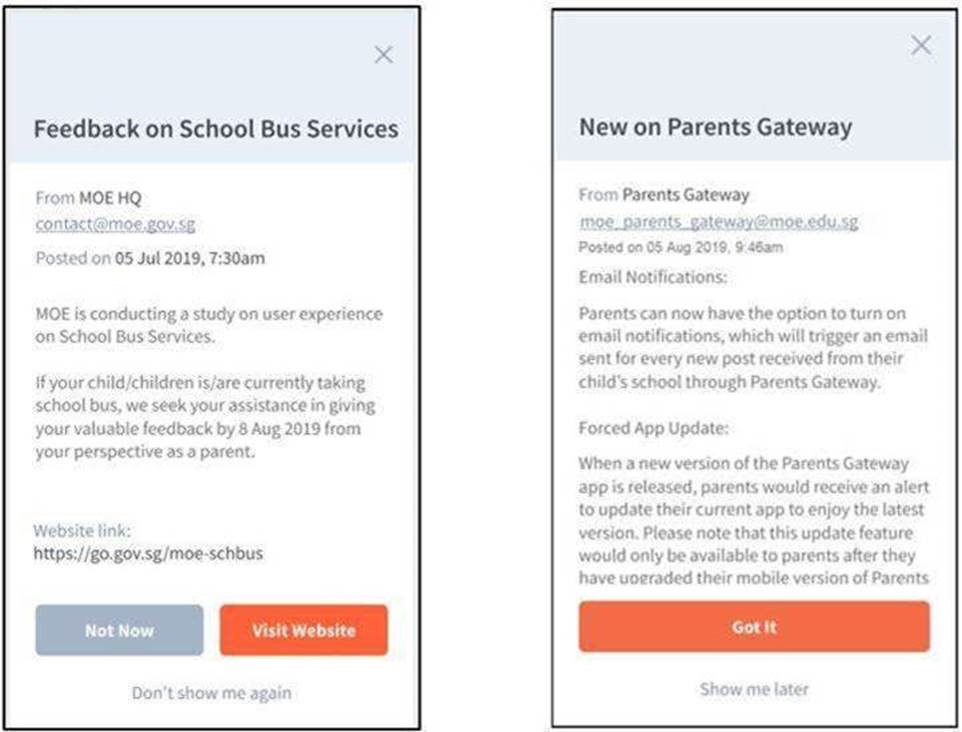 Feedback on School Bus Services
From MOE HQ
contact@moe.gov.sg
Posted on 05 Jul 2019, 7:30am
MOE is conducting a study on user experience
on School Bus Services.
If your child/children is/are currently taking
school bus, we seek your assistance in giving
your valuable feedback by 8 Aug 2019 from
your perspective as a parent.
Website link:
https://go.gov.sg/moe-schbus
Not Now
Visit Website
Don't show me again
New on Parents Gateway
From Parents Gateway
moe_parents_gateway@moe.edu.sg
Posted on 05 Aug 2019, 9:46am
Email Notifications:
Parents can now have the option to turn on
email notifications, which will trigger an email
sent for every new post received from their
child's school through Parents Gateway.
Forced App Update:
When a new version of the Parents Gateway
app is released, parents would receive an alert
to update their current app to enjoy the latest
version. Please note that this update feature
would only be available to parents after they
have upgraded their mobile version of Parents
Got It
Show me later